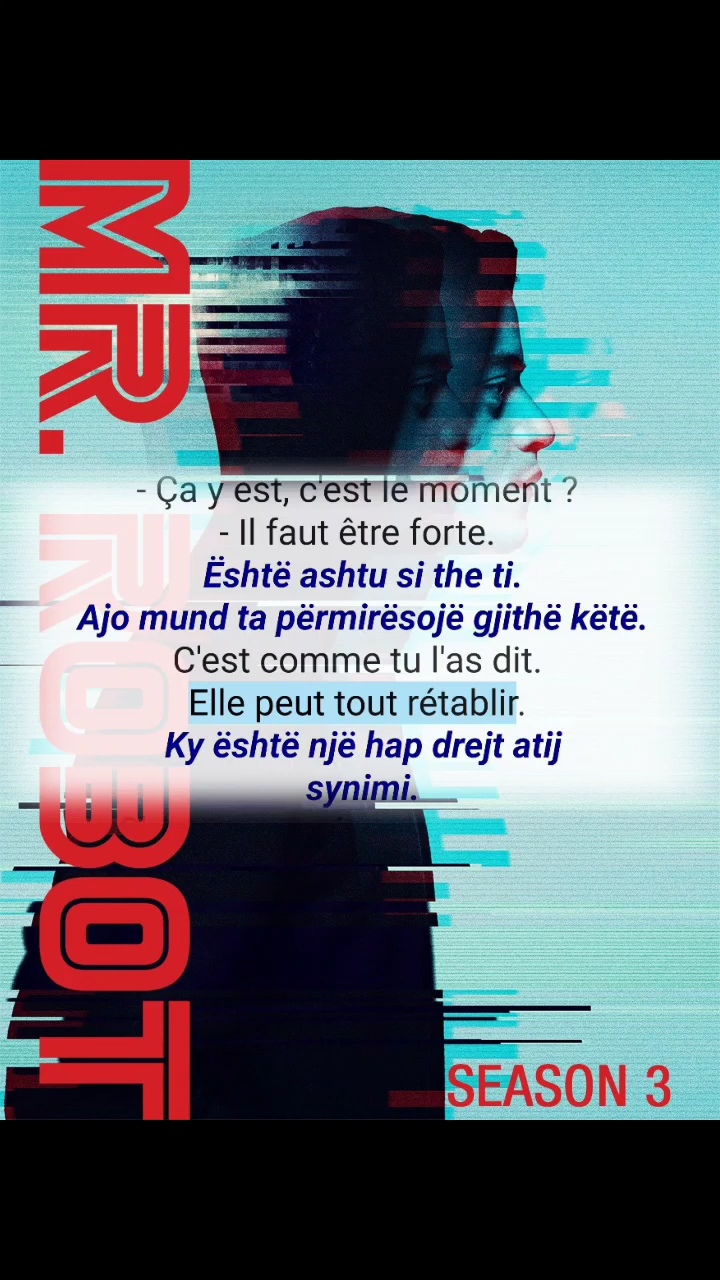 MR. ROBOT
- Ça y est, c'est le moment ?
- Il faut être forte.
Është ashtu si the ti.
Ajo mund ta përmirësojë gjithë këtë.
C'est comme tu l'as dit.
Elle peut tout rétablir.
Ky është një hap drejt atij
synimi.
SEASON 3